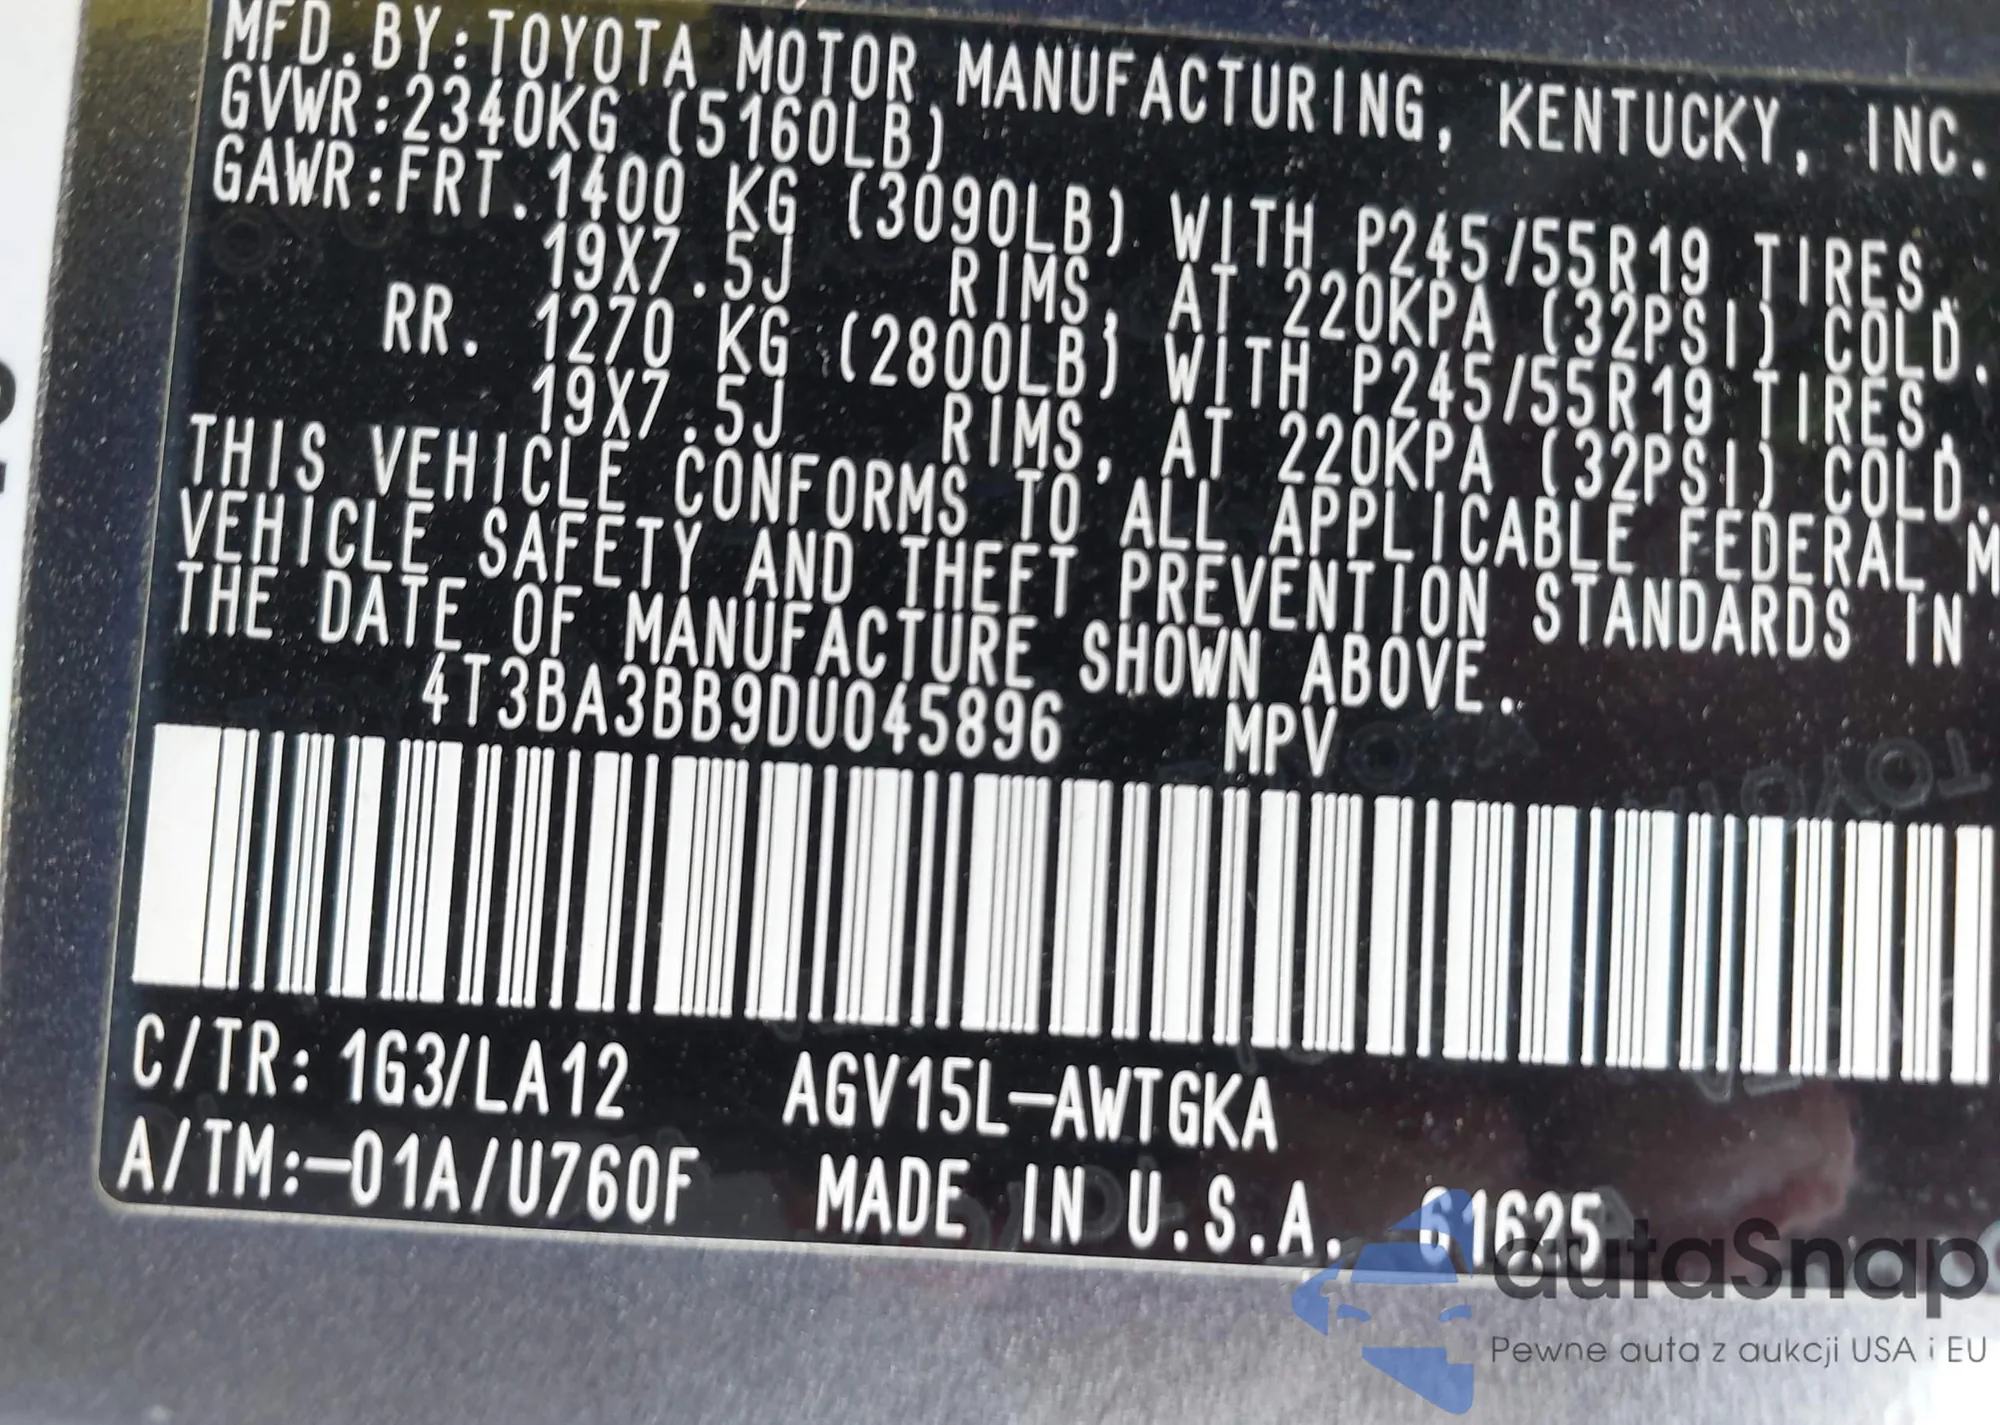 MFD.BY:TOYOTA MOTOR MANUFACTURING, KENTUCKY, INC.
GVWR:2340KG (5160LB)
GAWR:FRT.1400 KG (3090LB) WITH P245/55R19 TIRES,
19X7.5J RIMS, AT 220KPA (32PSI) COLD.
RR. 1270 KG (2800LB) WITH P245/55R19 TIRES,
19X7.5J RIMS, AT 220KPA (32PSI) COLD.
THIS VEHICLE CONFORMS TO ALL APPLICABLE FEDERAL M
VEHICLE SAFETY AND THEFT PREVENTION STANDARDS IN
THE DATE OF MANUFACTURE SHOWN ABOVE.
4T3BA3BB9DU045896 MPV
C/TR: 1G3/LA12 AGV15L-AWTGKA
A/TM:-01A/U760F MADE IN U.S.A. G1625
autaSnap
Pewne auta z aukcji USA i EU